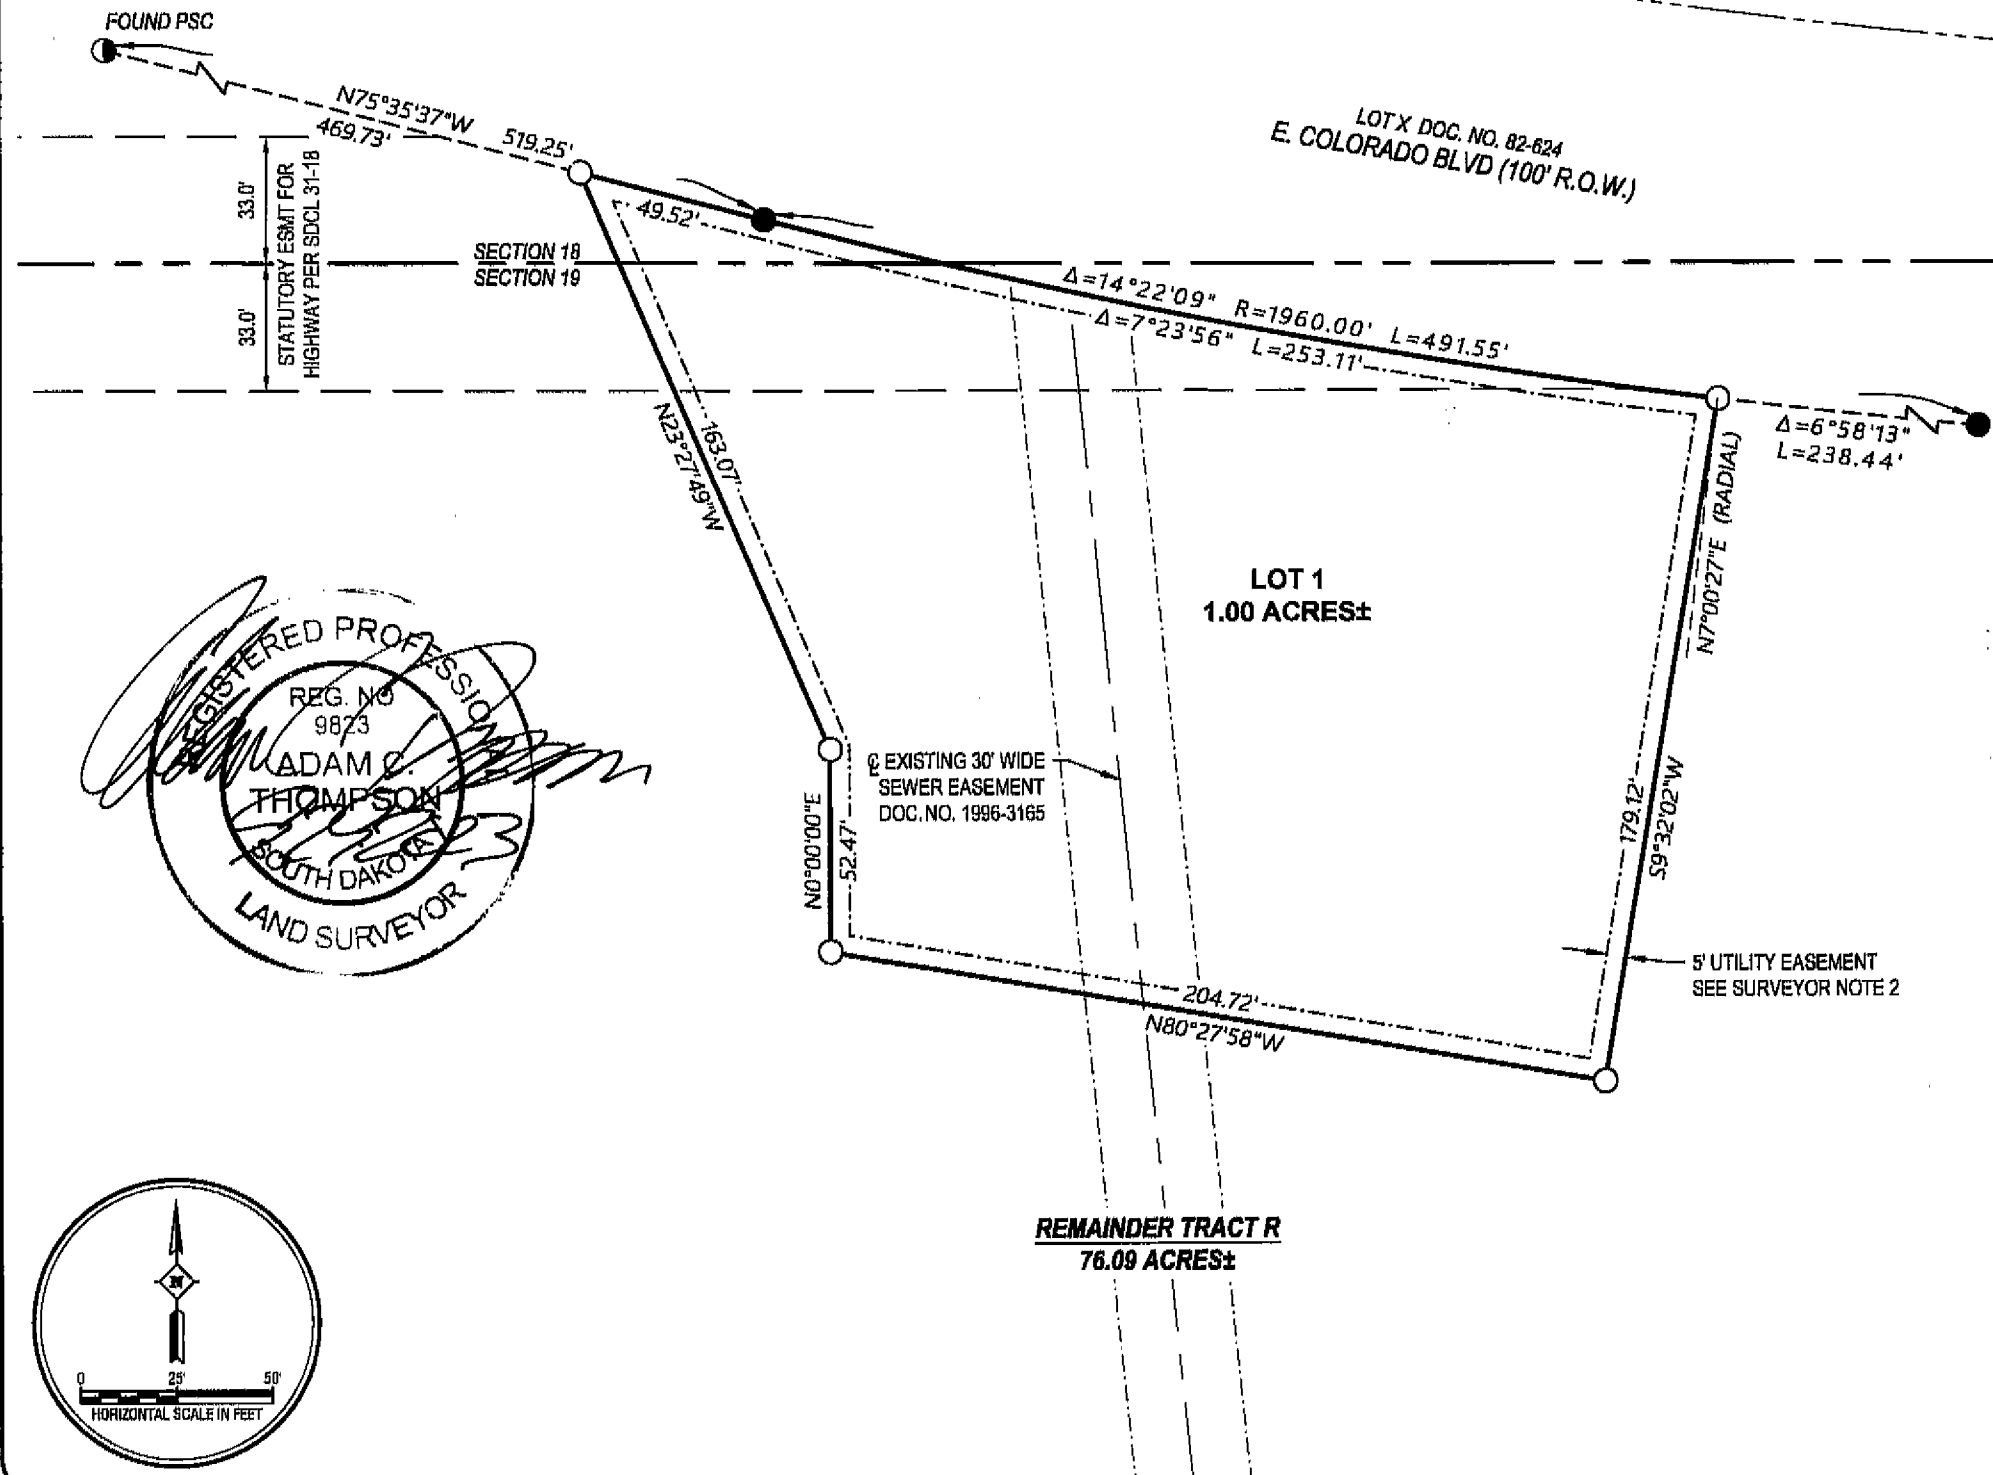 FOUND PSC
N75°35'37"W
469.73'
519.25'
LOT X DOC. NO. 82-624
E. COLORADO BLVD (100' R.O.W.)
33.0'
33.0'
STATUTORY ESMT FOR
HIGHWAY PER SDCL 31-18
49.52'
SECTION 18
SECTION 19
Δ=14°22'09" R=1960.00' L=491.55'
Δ=7°23'56" L=253.11'
Δ=6°58'13"
L=238.44'
163.07'
N23°27'49"W
N7°00'27"E (RADIAL)
LOT 1
1.00 ACRES±
REGISTERED PROFESSIONAL
REG. NO
9823
ADAM C.
THOMPSON
SOUTH DAKOTA
LAND SURVEYOR
℄ EXISTING 30' WIDE
SEWER EASEMENT
DOC. NO. 1996-3165
N0°00'00"E
52.47'
179.12'
S9°32'02"W
5' UTILITY EASEMENT
SEE SURVEYOR NOTE 2
204.72'
N80°27'58"W
REMAINDER TRACT R
76.09 ACRES±
N
0 25' 50'
HORIZONTAL SCALE IN FEET